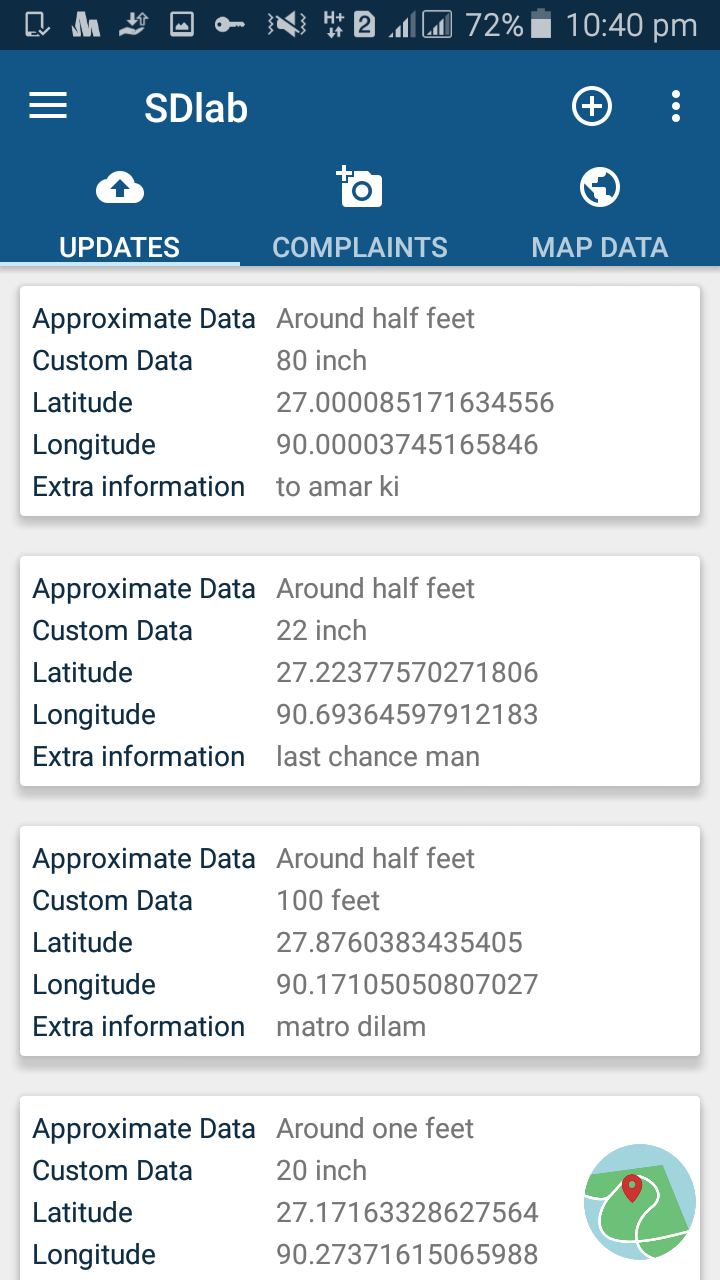 H+ 2 72% 10:40 pm
SDlab
UPDATES COMPLAINTS MAP DATA
Approximate Data Around half feet
Custom Data 80 inch
Latitude 27.000085171634556
Longitude 90.00003745165846
Extra information to amar ki
Approximate Data Around half feet
Custom Data 22 inch
Latitude 27.22377570271806
Longitude 90.69364597912183
Extra information last chance man
Approximate Data Around half feet
Custom Data 100 feet
Latitude 27.8760383435405
Longitude 90.17105050807027
Extra information matro dilam
Approximate Data Around one feet
Custom Data 20 inch
Latitude 27.17163328627564
Longitude 90.27371615065988